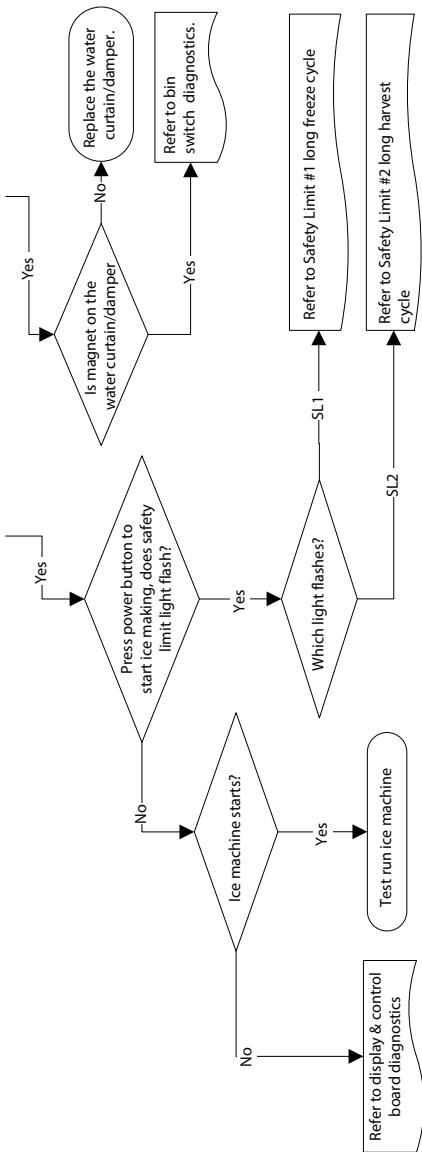 Yes
Is magnet on the
water curtain/damper
No
Replace the water
curtain/damper.
Yes
Refer to bin
switch diagnostics.
Yes
Press power button to
start ice making, does safety
limit light flash?
Yes
Which light flashes?
SL1
Refer to Safety Limit #1 long freeze cycle
SL2
Refer to Safety Limit #2 long harvest
cycle
No
Ice machine starts?
Yes
Test run ice machine
No
Refer to display & control
board diagnostics